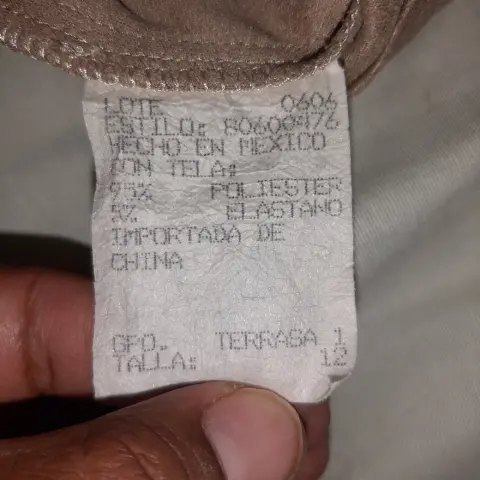 LOTE 0606
ESTILO: 80600476
HECHO EN MEXICO
CON TELA:
95% POLIESTER
5% ELASTANO
IMPORTADA DE
CHINA
GPO. TERRASA 1
TALLA: 12